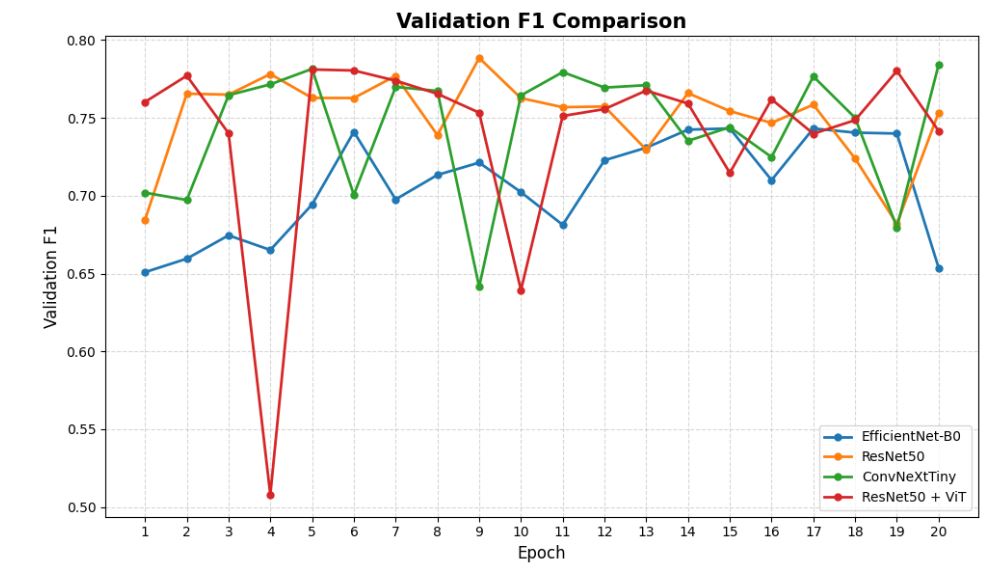 Validation F1 Comparison
0.80
0.75
0.70
0.65
0.60
0.55
0.50
Validation F1
EfficientNet-B0
ResNet50
ConvNeXtTiny
ResNet50 + ViT
1 2 3 4 5 6 7 8 9 10 11 12 13 14 15 16 17 18 19 20
Epoch